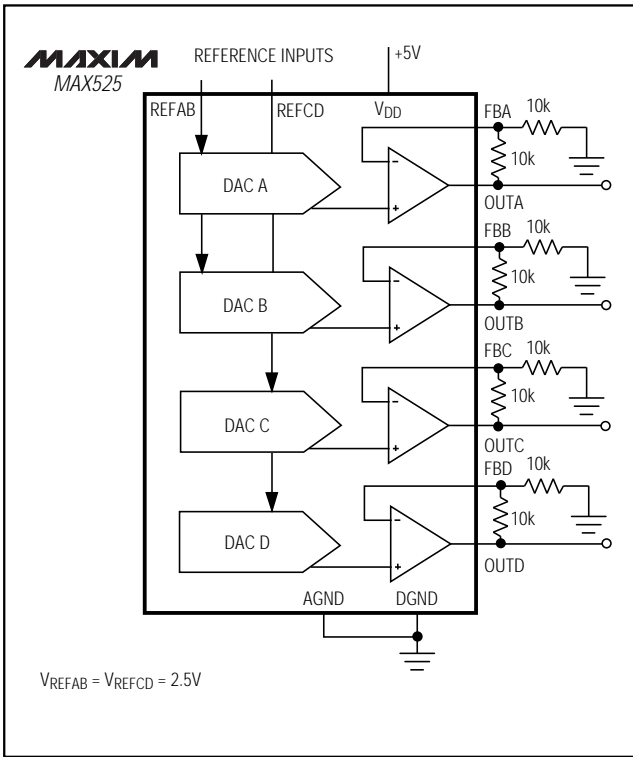 MAXIM
MAX525
REFERENCE INPUTS
+5V
REFAB
REFCD
VDD
FBA
10k
10k
DAC A
-
+
OUTA
FBB
10k
10k
DAC B
-
+
OUTB
FBC
10k
10k
DAC C
-
+
OUTC
FBD
10k
10k
DAC D
-
+
OUTD
AGND
DGND
VREFAB = VREFCD = 2.5V